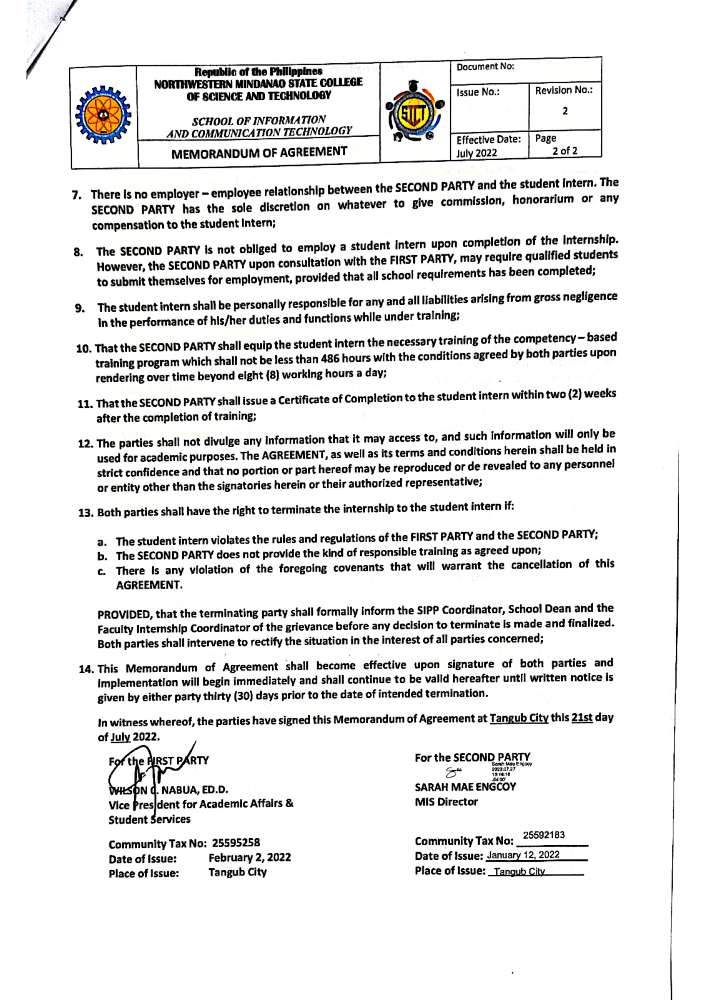 Republic of the Philippines
NORTHWESTERN MINDANAO STATE COLLEGE
OF SCIENCE AND TECHNOLOGY
SCHOOL OF INFORMATION
AND COMMUNICATION TECHNOLOGY
MEMORANDUM OF AGREEMENT
SICT
Document No:
Issue No.:
Revision No.:
2
Effective Date:
July 2022
Page
2 of 2
7. There is no employer – employee relationship between the SECOND PARTY and the student intern. The
SECOND PARTY has the sole discretion on whatever to give commission, honorarium or any
compensation to the student intern;
8. The SECOND PARTY is not obliged to employ a student intern upon completion of the internship.
However, the SECOND PARTY upon consultation with the FIRST PARTY, may require qualified students
to submit themselves for employment, provided that all school requirements has been completed;
9. The student intern shall be personally responsible for any and all liabilities arising from gross negligence
in the performance of his/her duties and functions while under training;
10. That the SECOND PARTY shall equip the student intern the necessary training of the competency – based
training program which shall not be less than 486 hours with the conditions agreed by both parties upon
rendering over time beyond eight (8) working hours a day;
11. That the SECOND PARTY shall issue a Certificate of Completion to the student intern within two (2) weeks
after the completion of training;
12. The parties shall not divulge any information that it may access to, and such information will only be
used for academic purposes. The AGREEMENT, as well as its terms and conditions herein shall be held in
strict confidence and that no portion or part hereof may be reproduced or de revealed to any personnel
or entity other than the signatories herein or their authorized representative;
13. Both parties shall have the right to terminate the internship to the student intern if:
a. The student intern violates the rules and regulations of the FIRST PARTY and the SECOND PARTY;
b. The SECOND PARTY does not provide the kind of responsible training as agreed upon;
c. There is any violation of the foregoing covenants that will warrant the cancellation of this
AGREEMENT.
PROVIDED, that the terminating party shall formally inform the SIPP Coordinator, School Dean and the
Faculty Internship Coordinator of the grievance before any decision to terminate is made and finalized.
Both parties shall intervene to rectify the situation in the interest of all parties concerned;
14. This Memorandum of Agreement shall become effective upon signature of both parties and
implementation will begin immediately and shall continue to be valid hereafter until written notice is
given by either party thirty (30) days prior to the date of intended termination.
In witness whereof, the parties have signed this Memorandum of Agreement at Tangub City this 21st day
of July 2022.
For the FIRST PARTY
WILSON C. NABUA, ED.D.
Vice President for Academic Affairs &
Student Services
Community Tax No: 25595258
Date of Issue: February 2, 2022
Place of Issue: Tangub City
For the SECOND PARTY
Sarah Mae Engcoy
2022.07.27
10:16:18
-04'00'
SARAH MAE ENGCOY
MIS Director
Community Tax No: 25592183
Date of Issue: January 12, 2022
Place of Issue: Tangub City